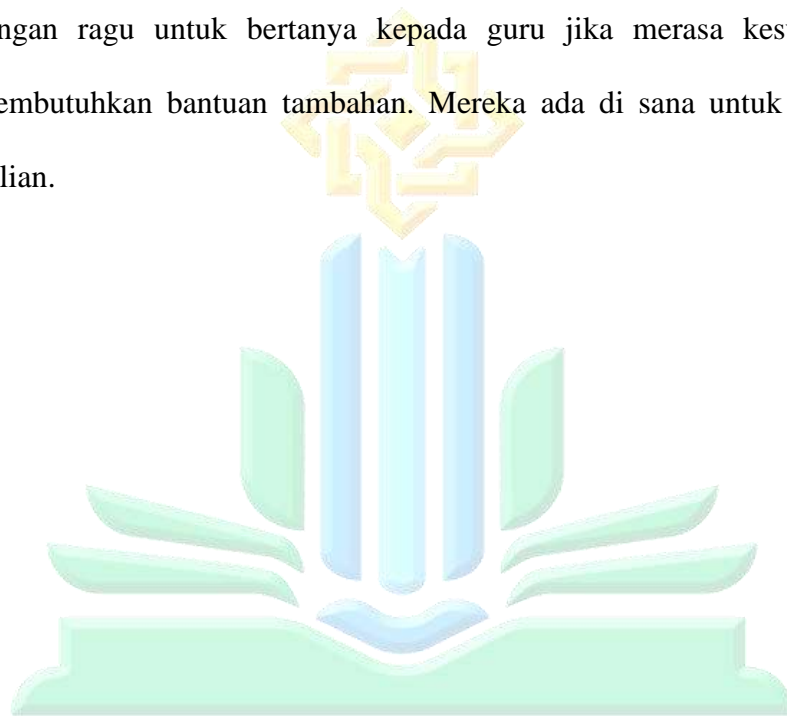 ngan ragu untuk bertanya kepada guru jika merasa kes
embutuhkan bantuan tambahan. Mereka ada di sana untuk
lian.